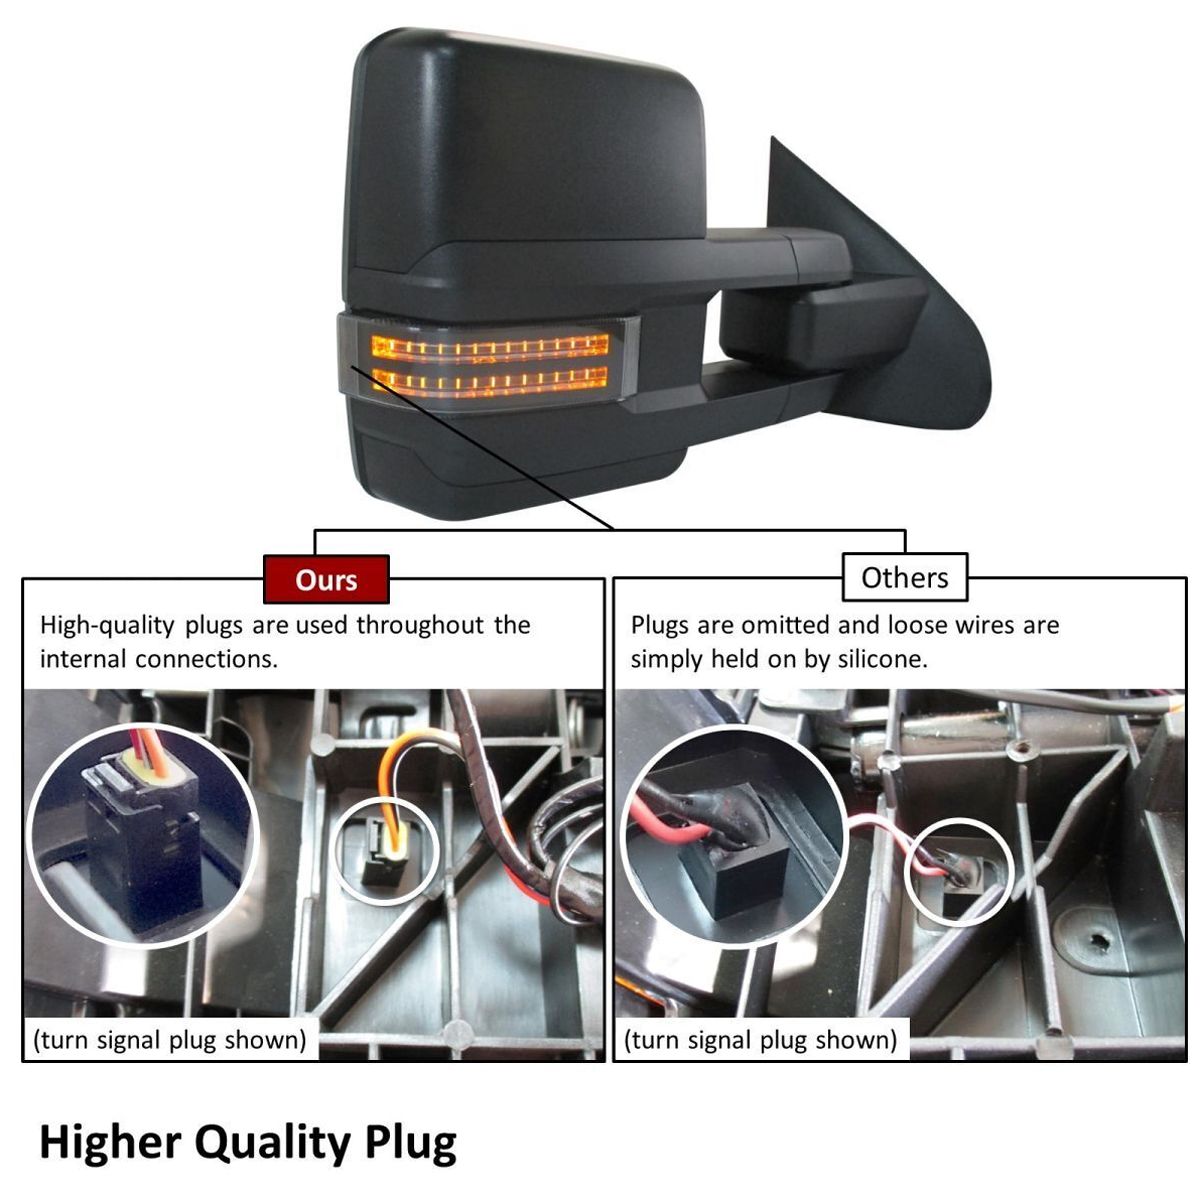 Ours
High-quality plugs are used throughout the
internal connections.
(turn signal plug shown)
Others
Plugs are omitted and loose wires are
simply held on by silicone.
(turn signal plug shown)
Higher Quality Plug